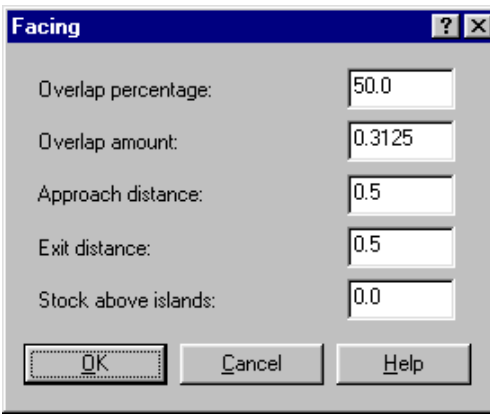 Facing ? X
Overlap percentage: 50.0
Overlap amount: 0.3125
Approach distance: 0.5
Exit distance: 0.5
Stock above islands: 0.0
OK Cancel Help